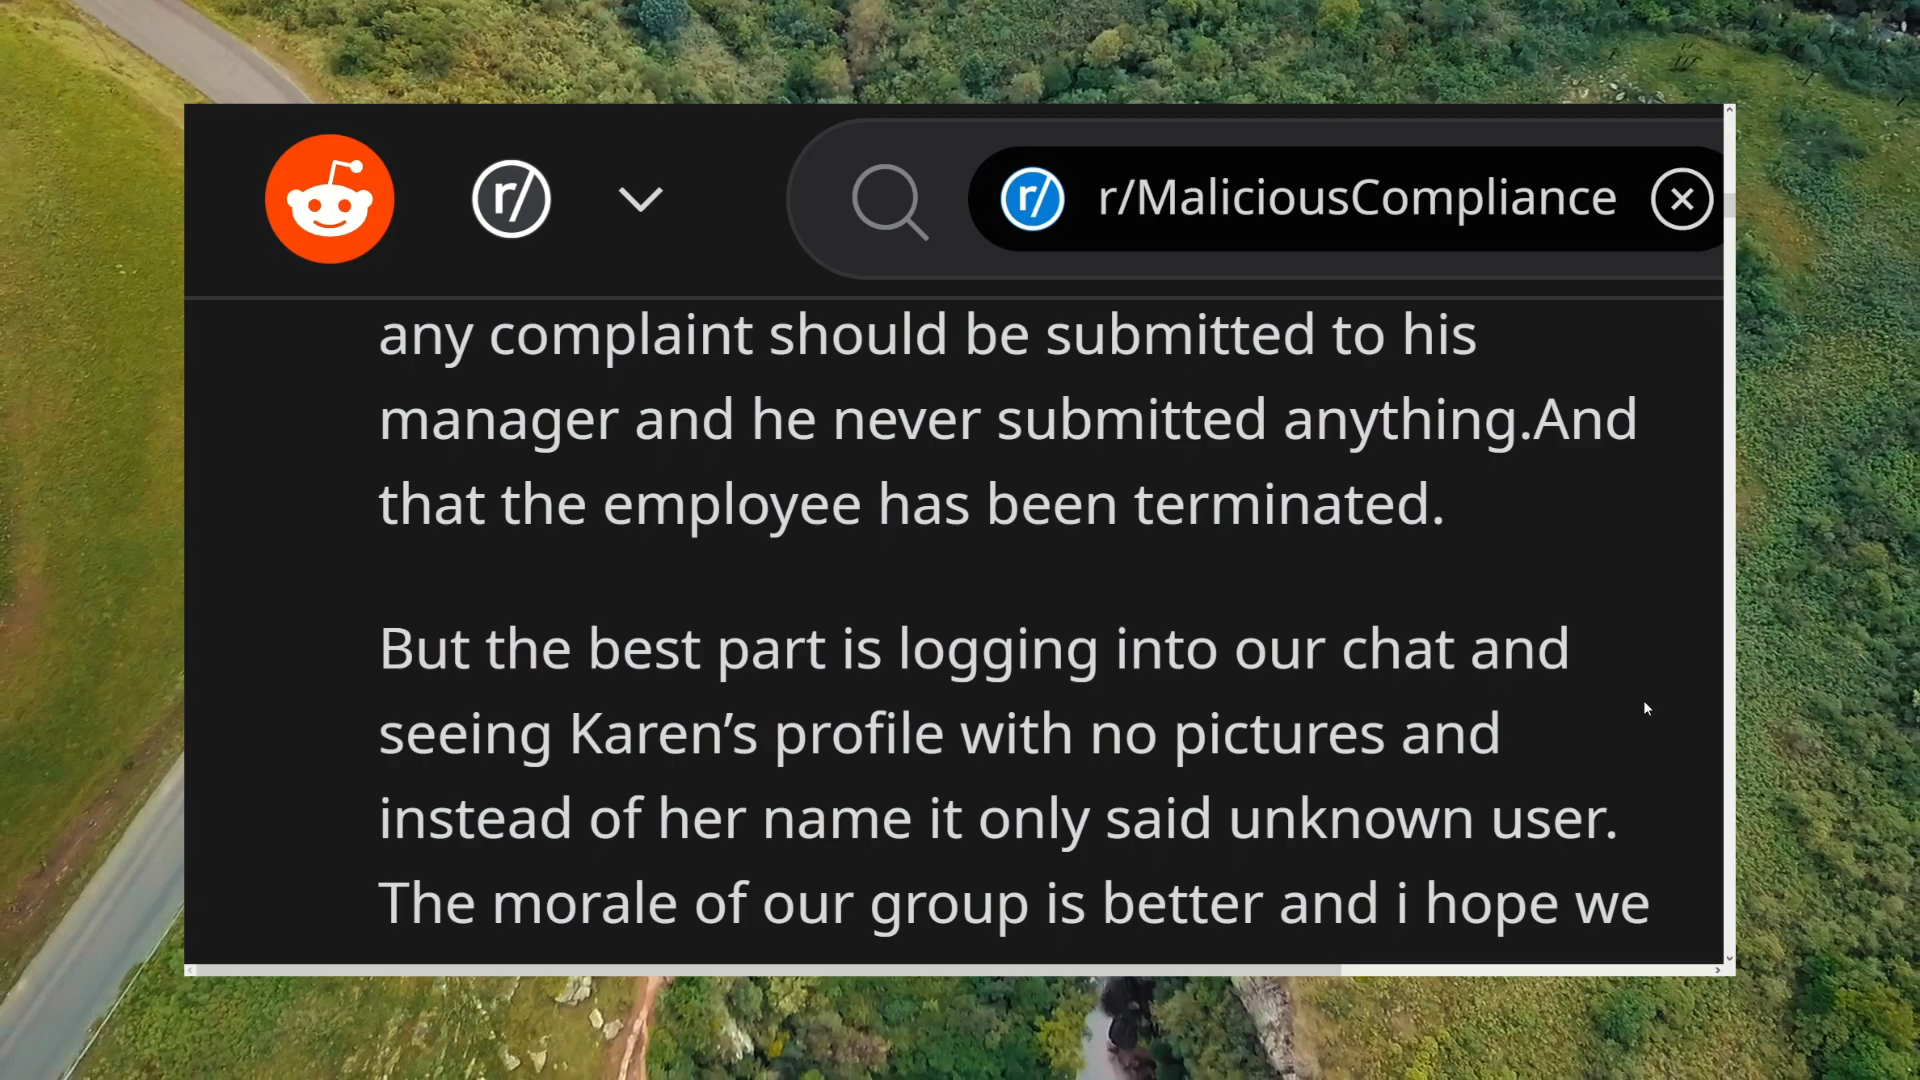 r/
r/
r/MaliciousCompliance
any complaint should be submitted to his
manager and he never submitted anything.And
that the employee has been terminated.
But the best part is logging into our chat and
seeing Karen’s profile with no pictures and
instead of her name it only said unknown user.
The morale of our group is better and i hope we